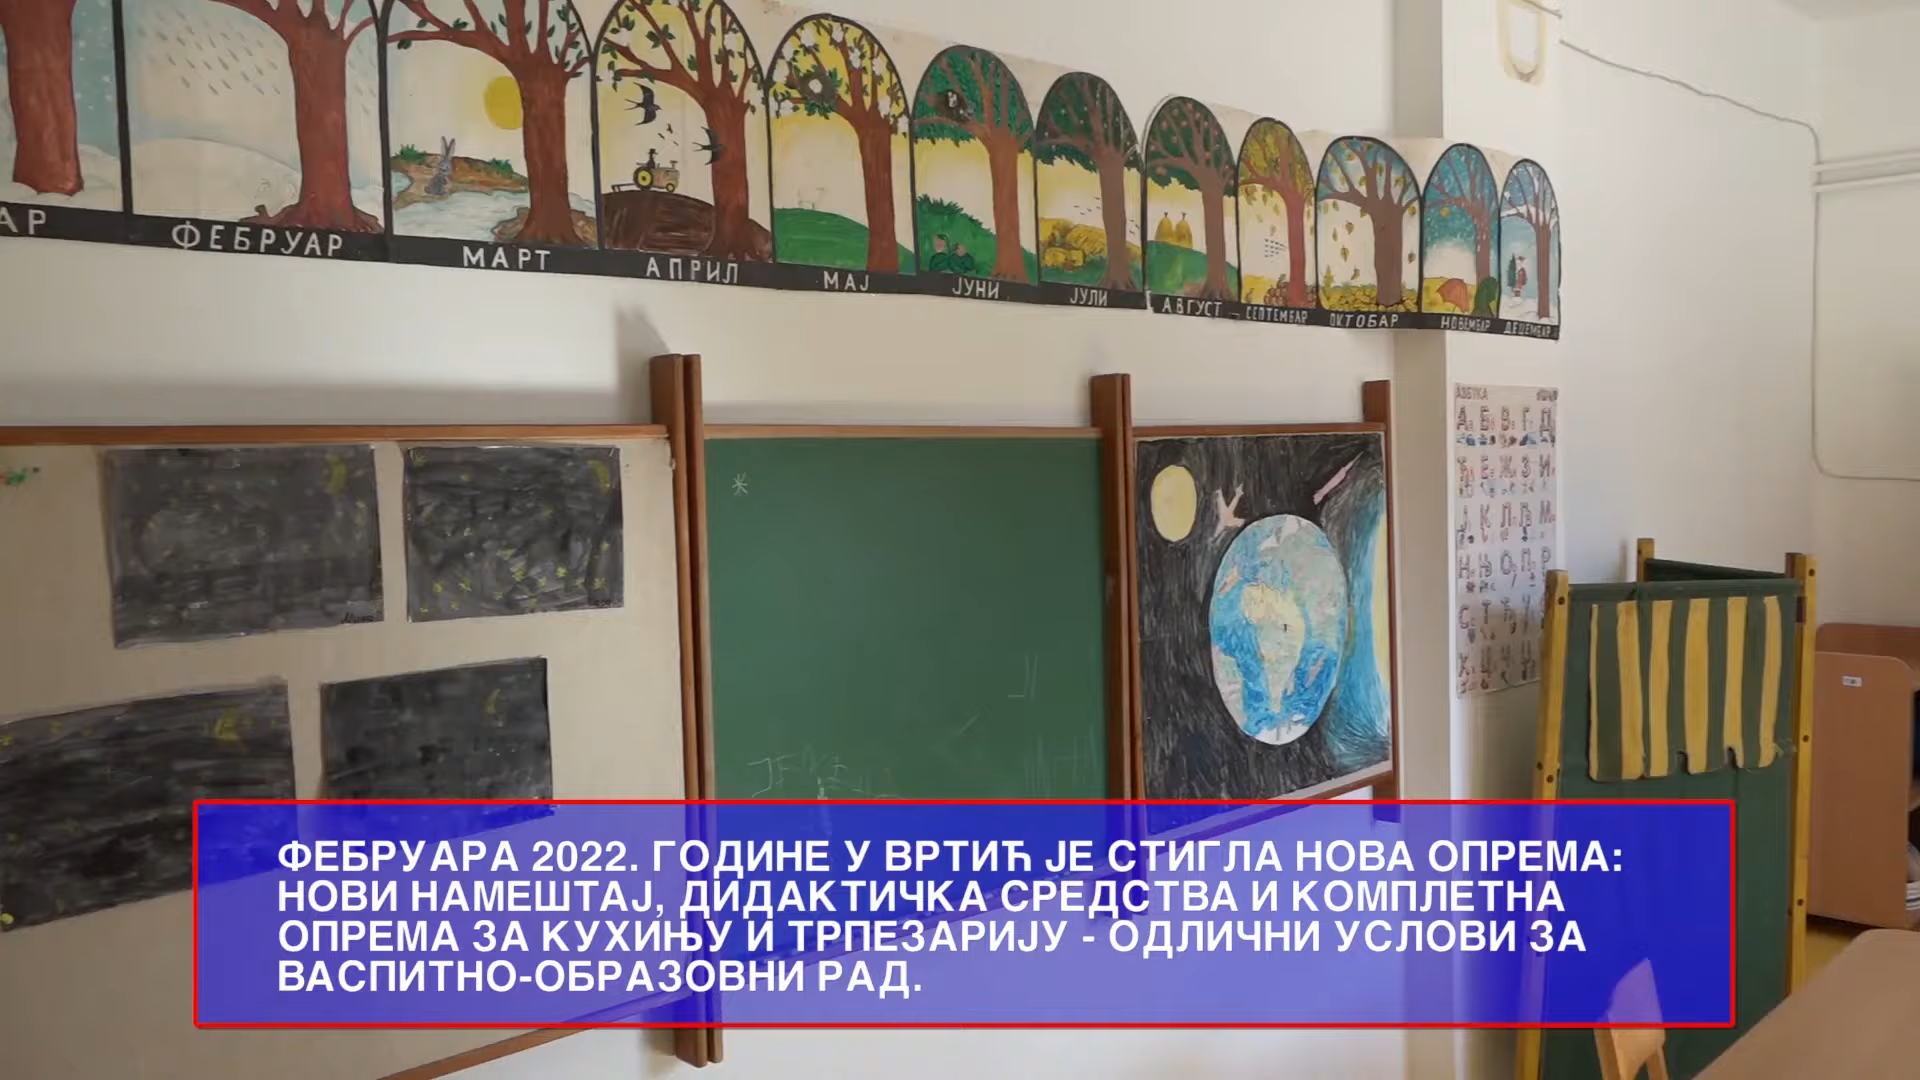 АР
ФЕБРУАР
МАРТ
АПРИЛ
МАЈ
ЈУНИ
ЈУЛИ
АВГУСТ
СЕПТЕМБАР
ОКТОБАР
НОВЕМБАР
ДЕЦЕМБАР
АЗБУКА
А Б В Г Д
Ђ Е Ж З И
Ј К Л Љ М
Н Њ О П Р
С Т Ћ У
Х Ц Ч Џ
ФЕБРУАРА 2022. ГОДИНЕ У ВРТИЋ ЈЕ СТИГЛА НОВА ОПРЕМА:
НОВИ НАМЕШТАЈ, ДИДАКТИЧКА СРЕДСТВА И КОМПЛЕТНА
ОПРЕМА ЗА КУХИЊУ И ТРПЕЗАРИЈУ - ОДЛИЧНИ УСЛОВИ ЗА
ВАСПИТНО-ОБРАЗОВНИ РАД.